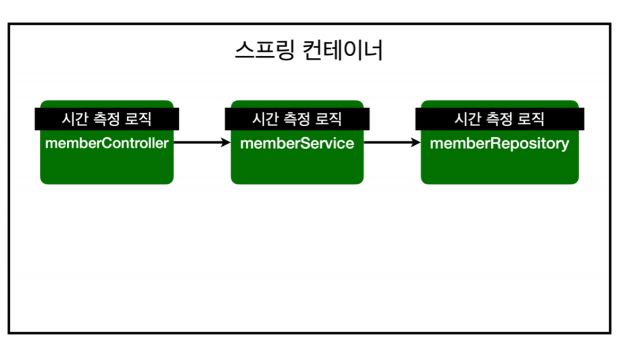 스프링 컨테이너
시간 측정 로직
memberController
시간 측정 로직
memberService
시간 측정 로직
memberRepository